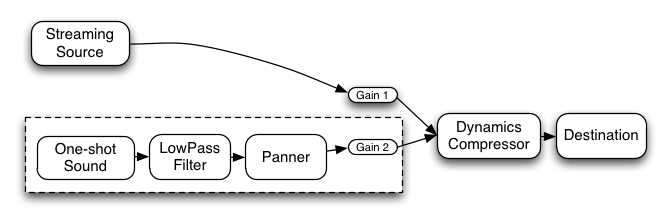 Streaming
Source
Gain 1
One-shot
Sound
LowPass
Filter
Panner
Gain 2
Dynamics
Compressor
Destination